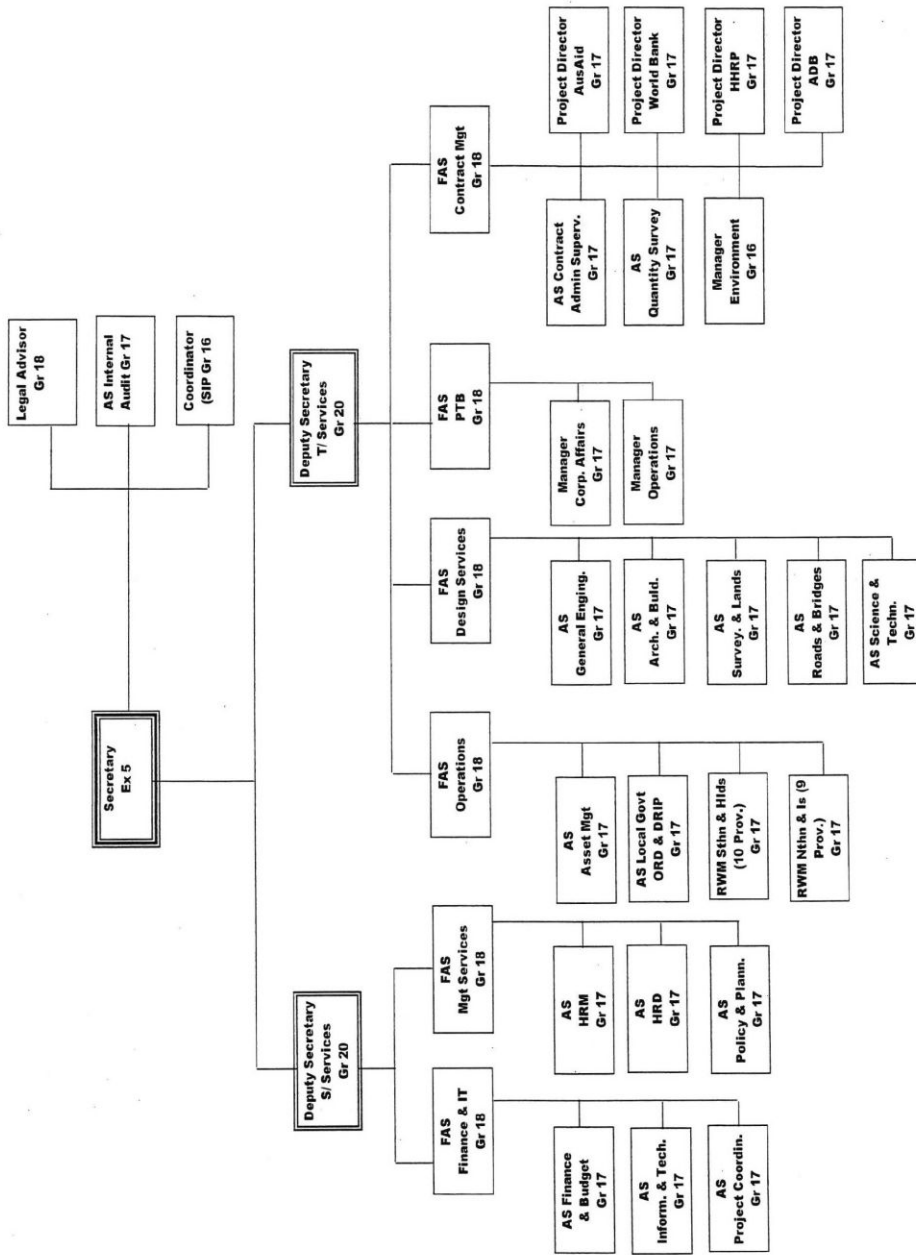 Secretary
Ex 5
Legal Advisor
Gr 18
AS Internal
Audit Gr 17
Coordinator
(SIP Gr 16
Deputy Secretary
S/ Services
Gr 20
Deputy Secretary
T/ Services
Gr 20
FAS
Finance & IT
Gr 18
FAS
Mgt Services
Gr 18
FAS
Operations
Gr 18
FAS
Design Services
Gr 18
FAS
PTB
Gr 18
FAS
Contract Mgt
Gr 18
AS Finance
& Budget
Gr 17
AS
Inform. & Tech.
Gr 17
AS
Project Coordin.
Gr 17
AS
HRM
Gr 17
AS
HRD
Gr 17
AS
Policy & Plann.
Gr 17
AS
Asset Mgt
Gr 17
AS Local Govt
ORD & DRIP
Gr 17
RWM Sthn & Hlds
(10 Prov.)
Gr 17
RWM Nthn & Is (9
Prov.)
Gr 17
AS
General Enging.
Gr 17
AS
Arch. & Buld.
Gr 17
AS
Survey. & Lands
Gr 17
AS
Roads & Bridges
Gr 17
AS Science &
Techn.
Gr 17
Manager
Corp. Affairs
Gr 17
Manager
Operations
Gr 17
AS Contract
Admin Superv.
Gr 17
AS
Quantity Survey
Gr 17
Manager
Environment
Gr 16
Project Director
AusAid
Gr 17
Project Director
World Bank
Gr 17
Project Director
HHRP
Gr 17
Project Director
ADB
Gr 17